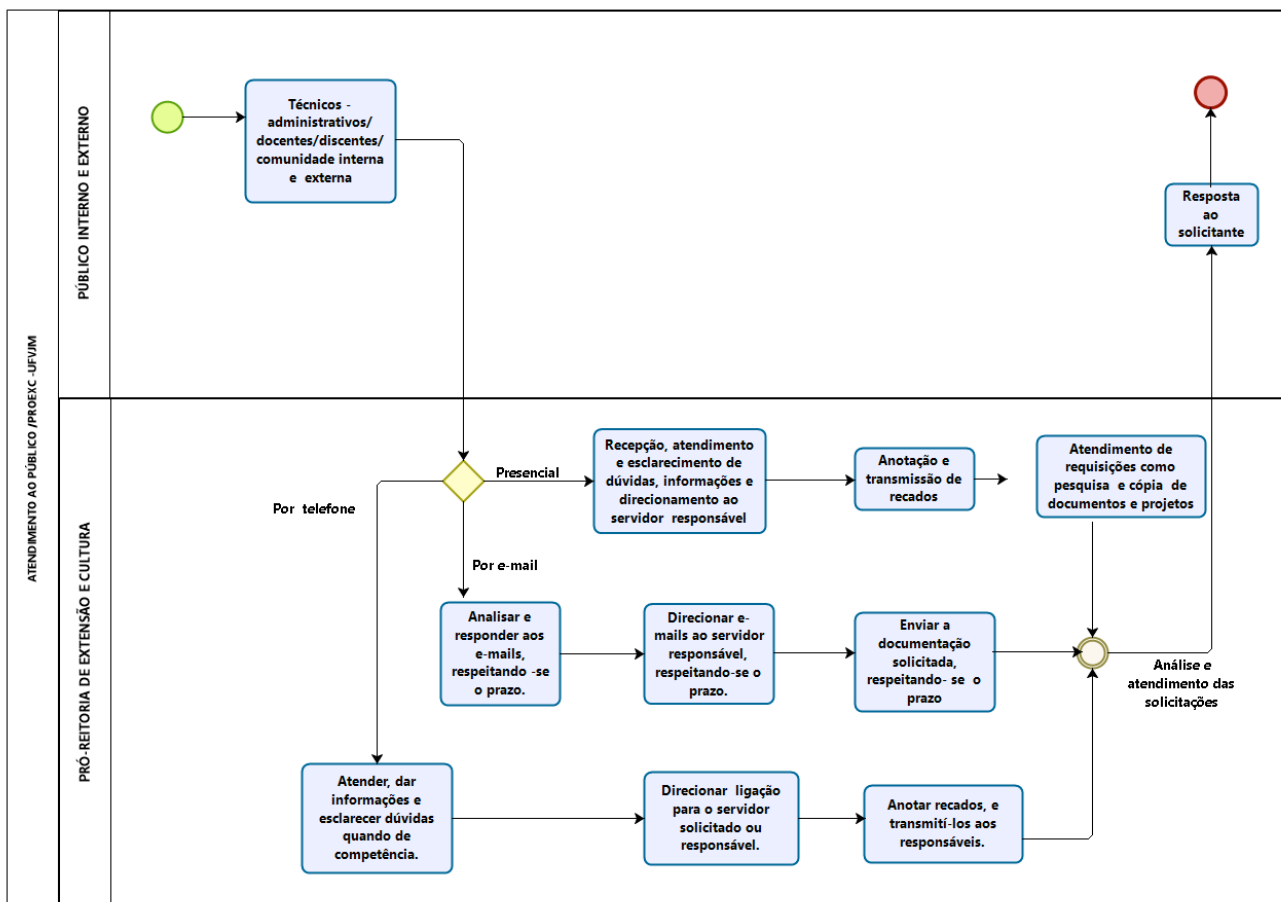 ATENDIMENTO AO PÚBLICO /PROEXC -UFVJM
PÚBLICO INTERNO E EXTERNO
Técnicos -
administrativos/
docentes/discentes/
comunidade interna
e externa
Resposta
ao
solicitante
PRÓ-REITORIA DE EXTENSÃO E CULTURA
Presencial
Recepção, atendimento
e esclarecimento de
dúvidas, informações e
direcionamento ao
servidor responsável
Anotação e
transmissão de
recados
Atendimento de
requisições como
pesquisa e cópia de
documentos e projetos
Por telefone
Por e-mail
Analisar e
responder aos
e-mails,
respeitando -se
o prazo.
Direcionar e-
mails ao servidor
responsável,
respeitando-se o
prazo.
Enviar a
documentação
solicitada,
respeitando- se o
prazo
Análise e
atendimento das
solicitações
Atender, dar
informações e
esclarecer dúvidas
quando de
competência.
Direcionar ligação
para o servidor
solicitado ou
responsável.
Anotar recados, e
transmití-los aos
responsáveis.